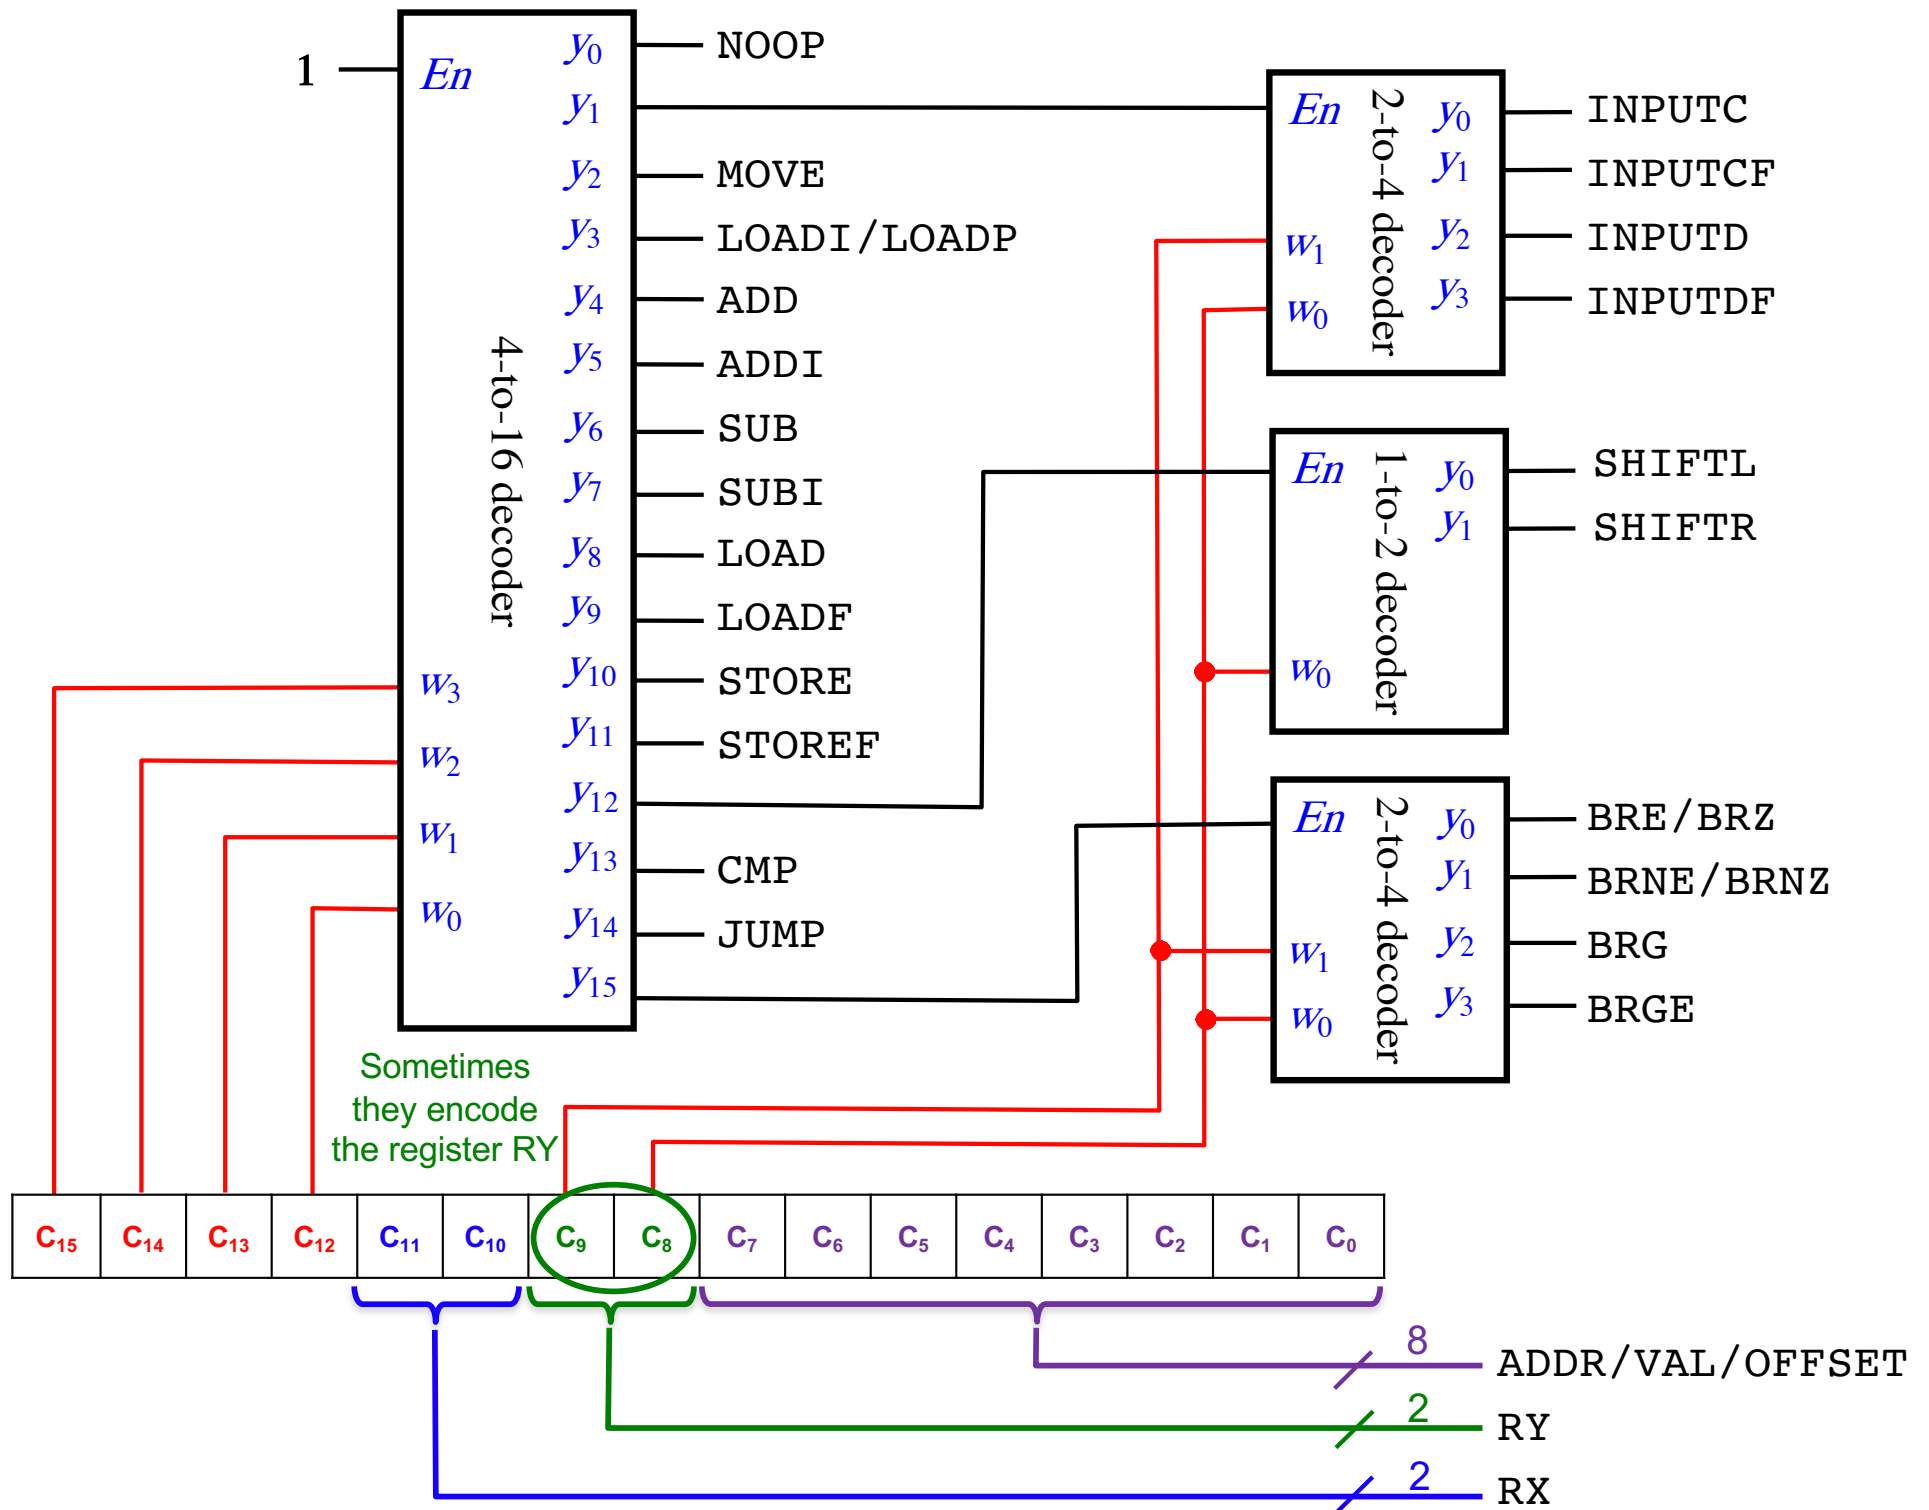 1
En
y0
NOOP
y1
y2
MOVE
y3
LOADI/LOADP
y4
ADD
y5
ADDI
y6
SUB
y7
SUBI
y8
LOAD
y9
LOADF
y10
STORE
y11
STOREF
y12
y13
CMP
y14
JUMP
y15
w3
w2
w1
w0
4-to-16 decoder
En
2-to-4 decoder
y0
INPUTC
y1
INPUTCF
y2
INPUTD
y3
INPUTDF
w1
w0
En
1-to-2 decoder
y0
SHIFTL
y1
SHIFTR
w0
En
2-to-4 decoder
y0
BRE/BRZ
y1
BRNE/BRNZ
y2
BRG
y3
BRGE
w1
w0
Sometimes
they encode
the register RY
C15 C14 C13 C12 C11 C10 C9 C8 C7 C6 C5 C4 C3 C2 C1 C0
8
ADDR/VAL/OFFSET
2
RY
2
RX